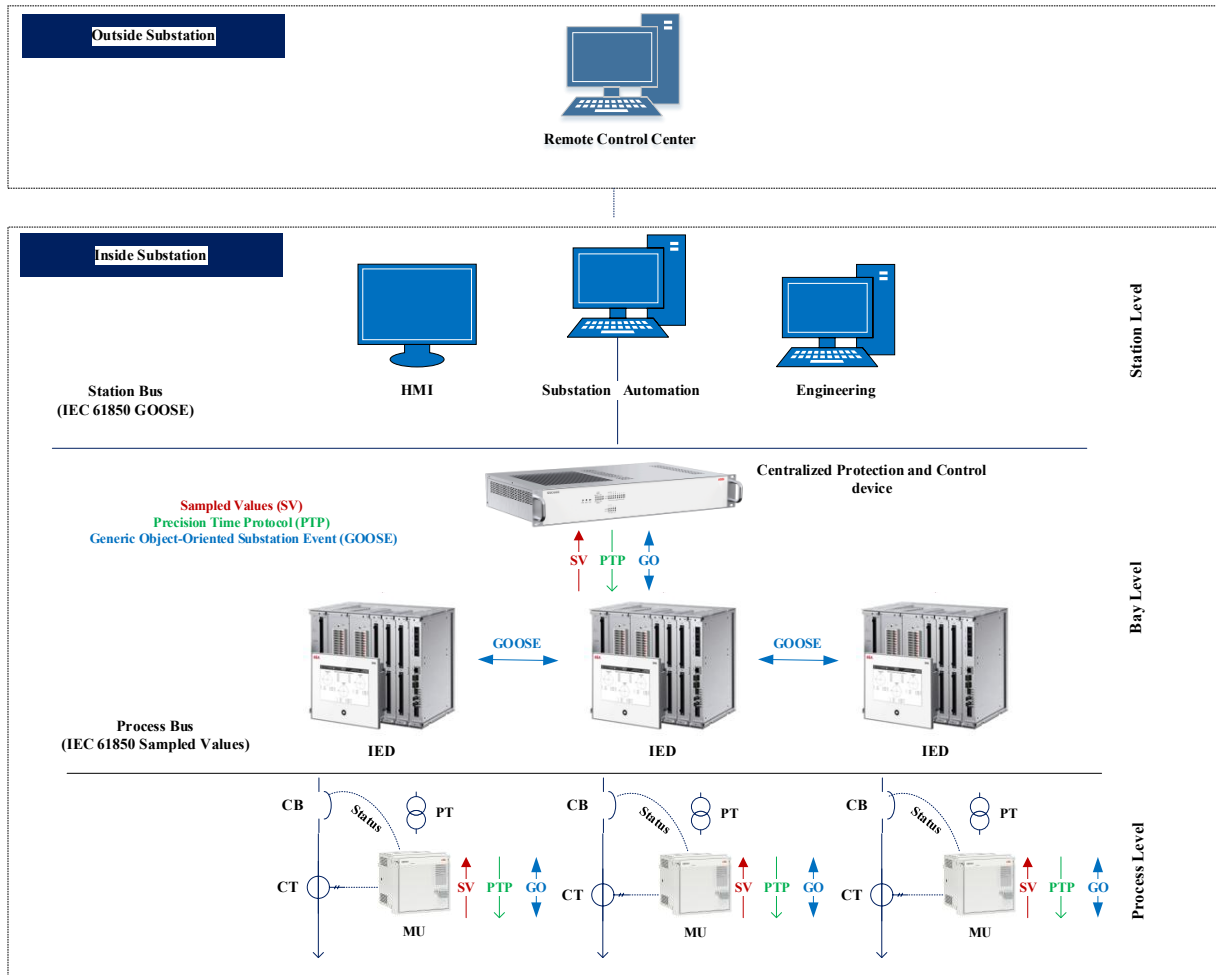 Outside Substation
Remote Control Center
Inside Substation
Station Level
HMI
Substation Automation
Engineering
Station Bus
(IEC 61850 GOOSE)
Centralized Protection and Control
device
Sampled Values (SV)
Precision Time Protocol (PTP)
Generic Object-Oriented Substation Event (GOOSE)
SV PTP GO
Bay Level
GOOSE GOOSE
Process Bus
(IEC 61850 Sampled Values)
IED IED IED
CB Status PT CB Status PT CB Status PT
Process Level
CT SV PTP GO CT SV PTP GO CT SV PTP GO
MU MU MU